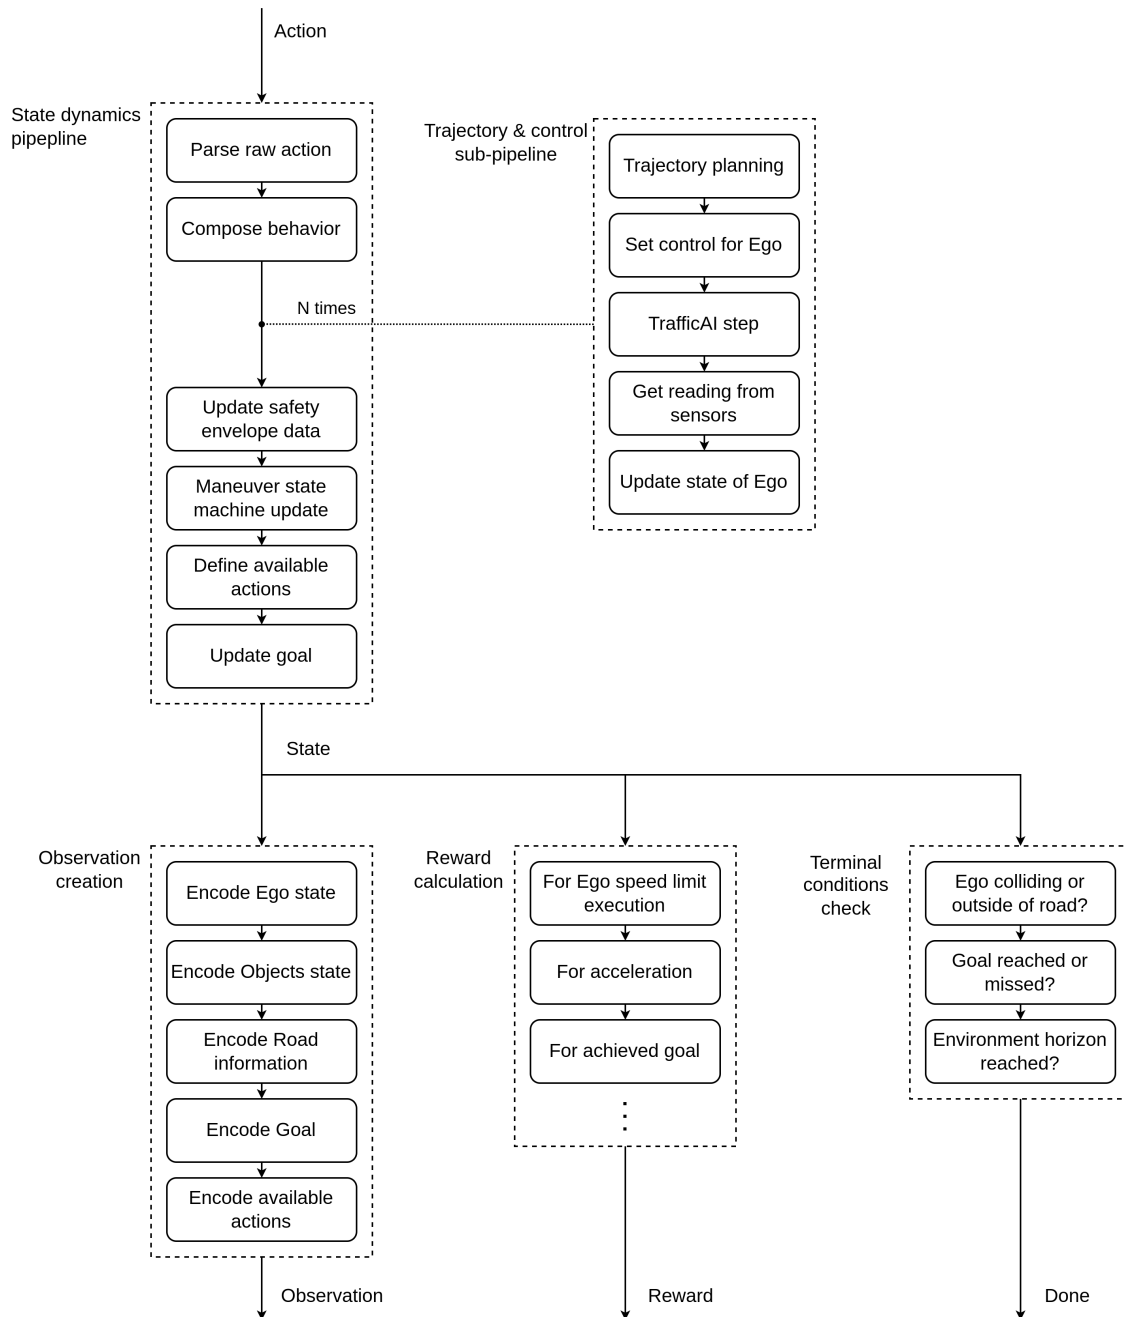 Action
State dynamics
pipepline
Parse raw action
Compose behavior
N times
Update safety
envelope data
Maneuver state
machine update
Define available
actions
Update goal
Trajectory & control
sub-pipeline
Trajectory planning
Set control for Ego
TrafficAI step
Get reading from
sensors
Update state of Ego
State
Observation
creation
Encode Ego state
Encode Objects state
Encode Road
information
Encode Goal
Encode available
actions
Observation
Reward
calculation
For Ego speed limit
execution
For acceleration
For achieved goal
Reward
Terminal
conditions
check
Ego colliding or
outside of road?
Goal reached or
missed?
Environment horizon
reached?
Done